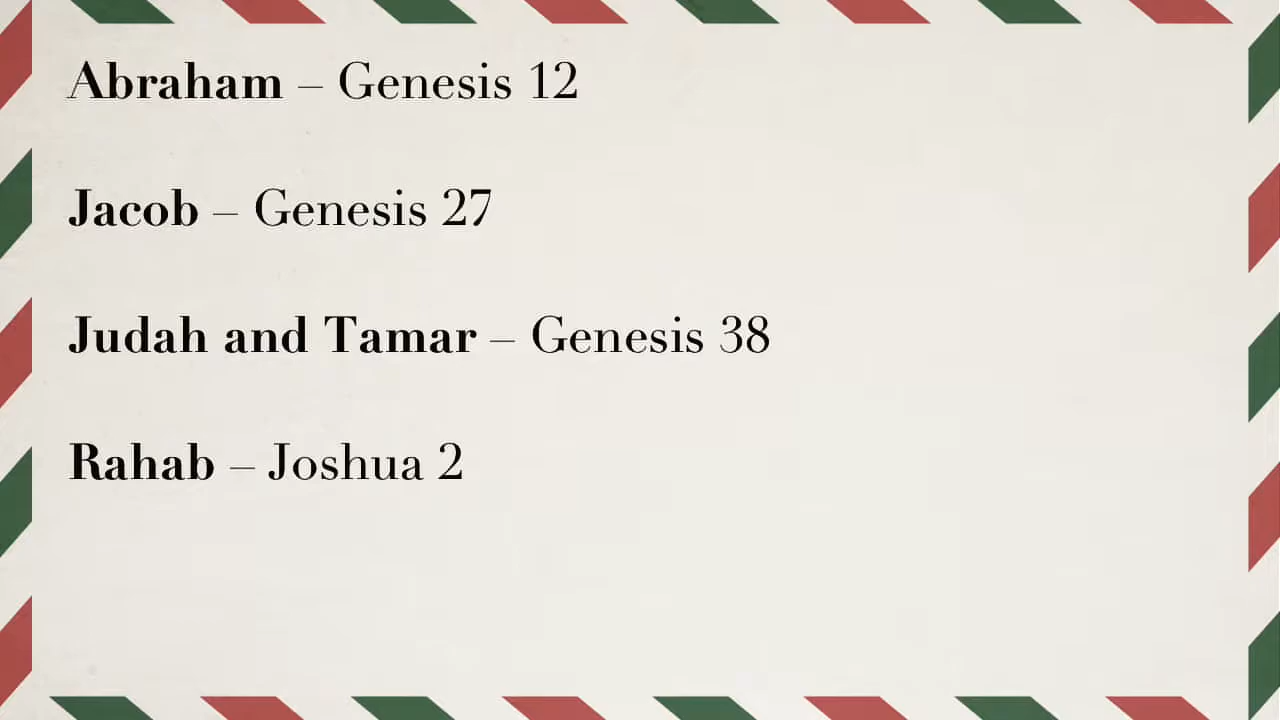 Abraham – Genesis 12
Jacob – Genesis 27
Judah and Tamar – Genesis 38
Rahab – Joshua 2